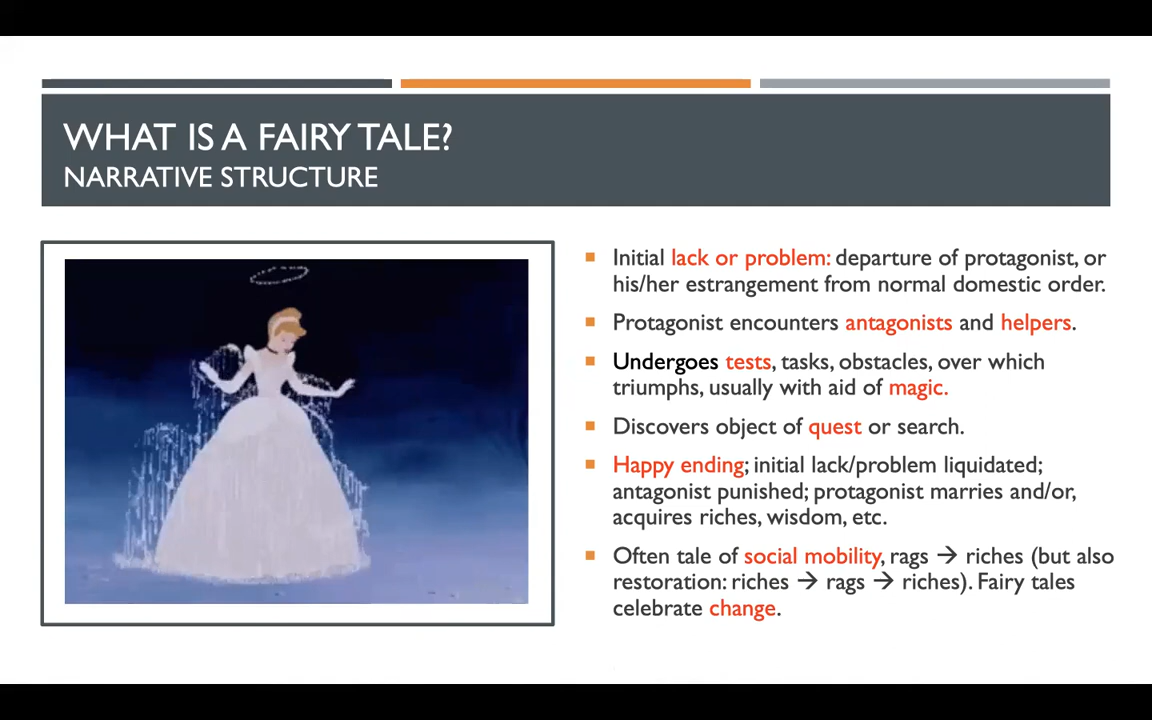 WHAT IS A FAIRY TALE?
NARRATIVE STRUCTURE
Initial lack or problem: departure of protagonist, or
his/her estrangement from normal domestic order.
Protagonist encounters antagonists and helpers.
Undergoes tests, tasks, obstacles, over which
triumphs, usually with aid of magic.
Discovers object of quest or search.
Happy ending; initial lack/problem liquidated;
antagonist punished; protagonist marries and/or,
acquires riches, wisdom, etc.
Often tale of social mobility, rags → riches (but also
restoration: riches → rags → riches). Fairy tales
celebrate change.